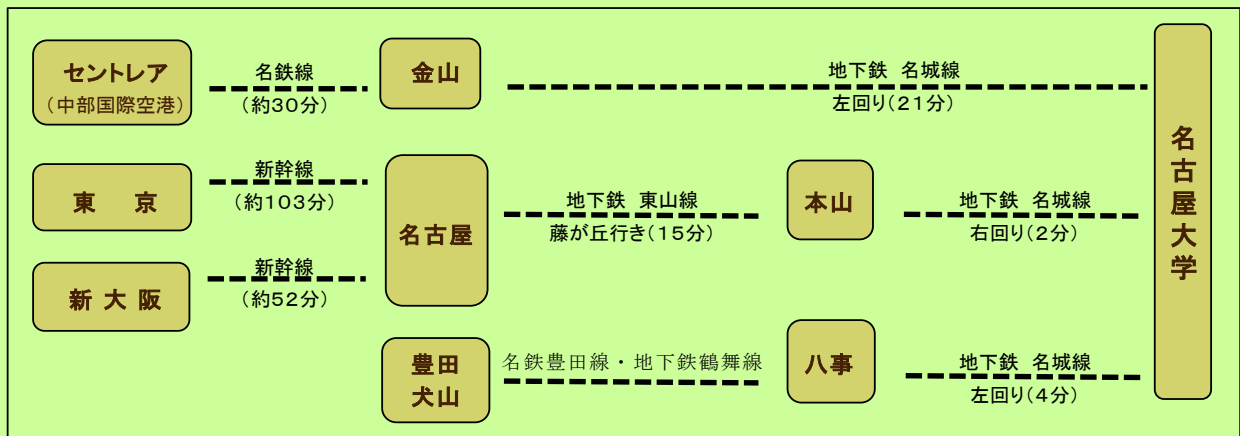 セントレア
（中部国際空港）
名鉄線
（約30分）
金山
地下鉄 名城線
左回り（21分）
東 京
新幹線
（約103分）
名古屋
地下鉄 東山線
藤が丘行き（15分）
本山
地下鉄 名城線
右回り（2分）
新 大 阪
新幹線
（約52分）
豊田
犬山
名鉄豊田線・地下鉄鶴舞線
八事
地下鉄 名城線
左回り（4分）
名古屋大学